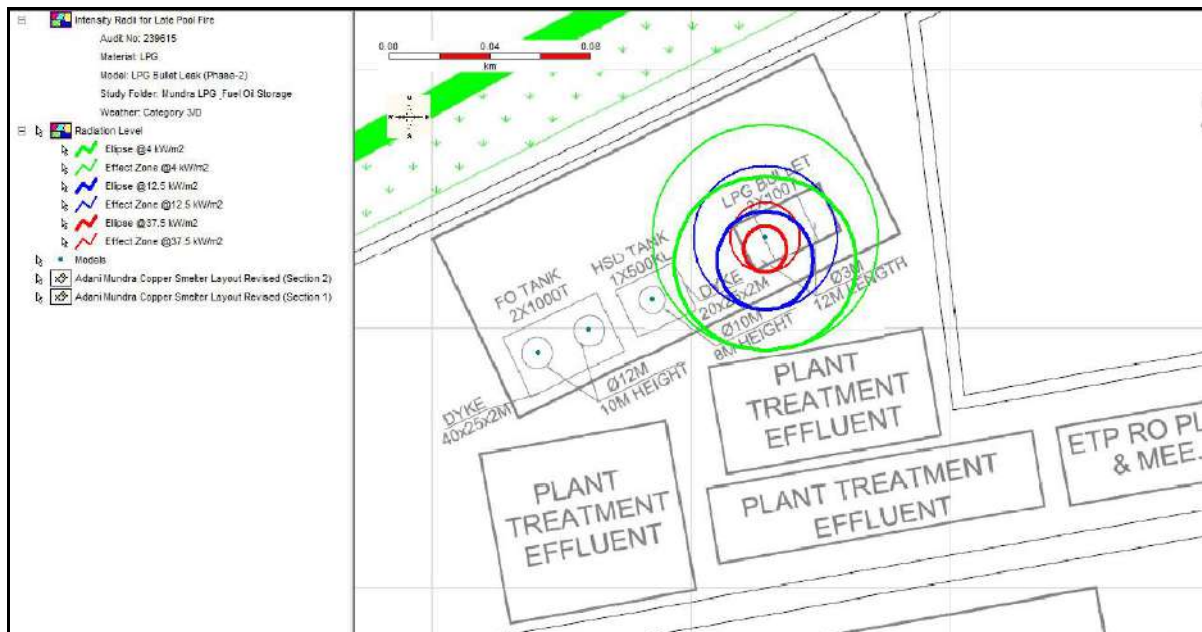 Intensity Radii for Late Pool Fire
Audit No: 239615
Material: LPG
Model: LPG Bullet Leak (Phase-2)
Study Folder: Mundra LPG _Fuel Oil Storage
Weather: Category 3/D
Radiation Level
Ellipse @4 kW/m2
Effect Zone @4 kW/m2
Ellipse @12.5 kW/m2
Effect Zone @12.5 kW/m2
Ellipse @37.5 kW/m2
Effect Zone @37.5 kW/m2
Models
Adani Mundra Copper Smelter Layout Revised (Section 2)
Adani Mundra Copper Smelter Layout Revised (Section 1)
0.00 0.04 0.08
km
LPG BULLET
HSD TANK
1X500KL
FO TANK
2X1000T
DYKE
20x25x2M
Ø3M
12M LENGTH
Ø10M
8M HEIGHT
Ø12M
10M HEIGHT
DYKE
40x25x2M
PLANT
TREATMENT
EFFLUENT
PLANT
TREATMENT
EFFLUENT
PLANT TREATMENT
EFFLUENT
ETP RO
& MEE.